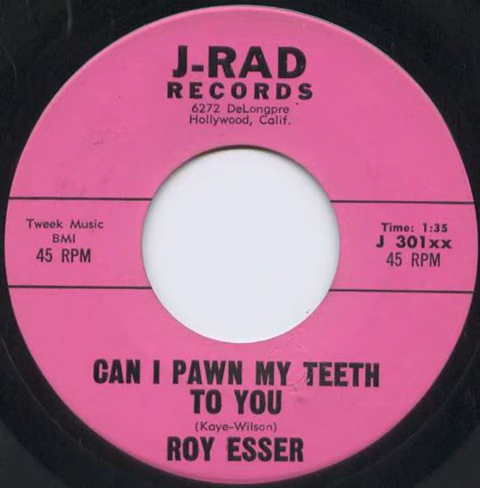 J-RAD
RECORDS
6272 DeLongpre
Hollywood, Calif.
Tweek Music
BMI
45 RPM
Time: 1:35
J 301xx
45 RPM
CAN I PAWN MY TEETH
TO YOU
(Kaye-Wilson)
ROY ESSER